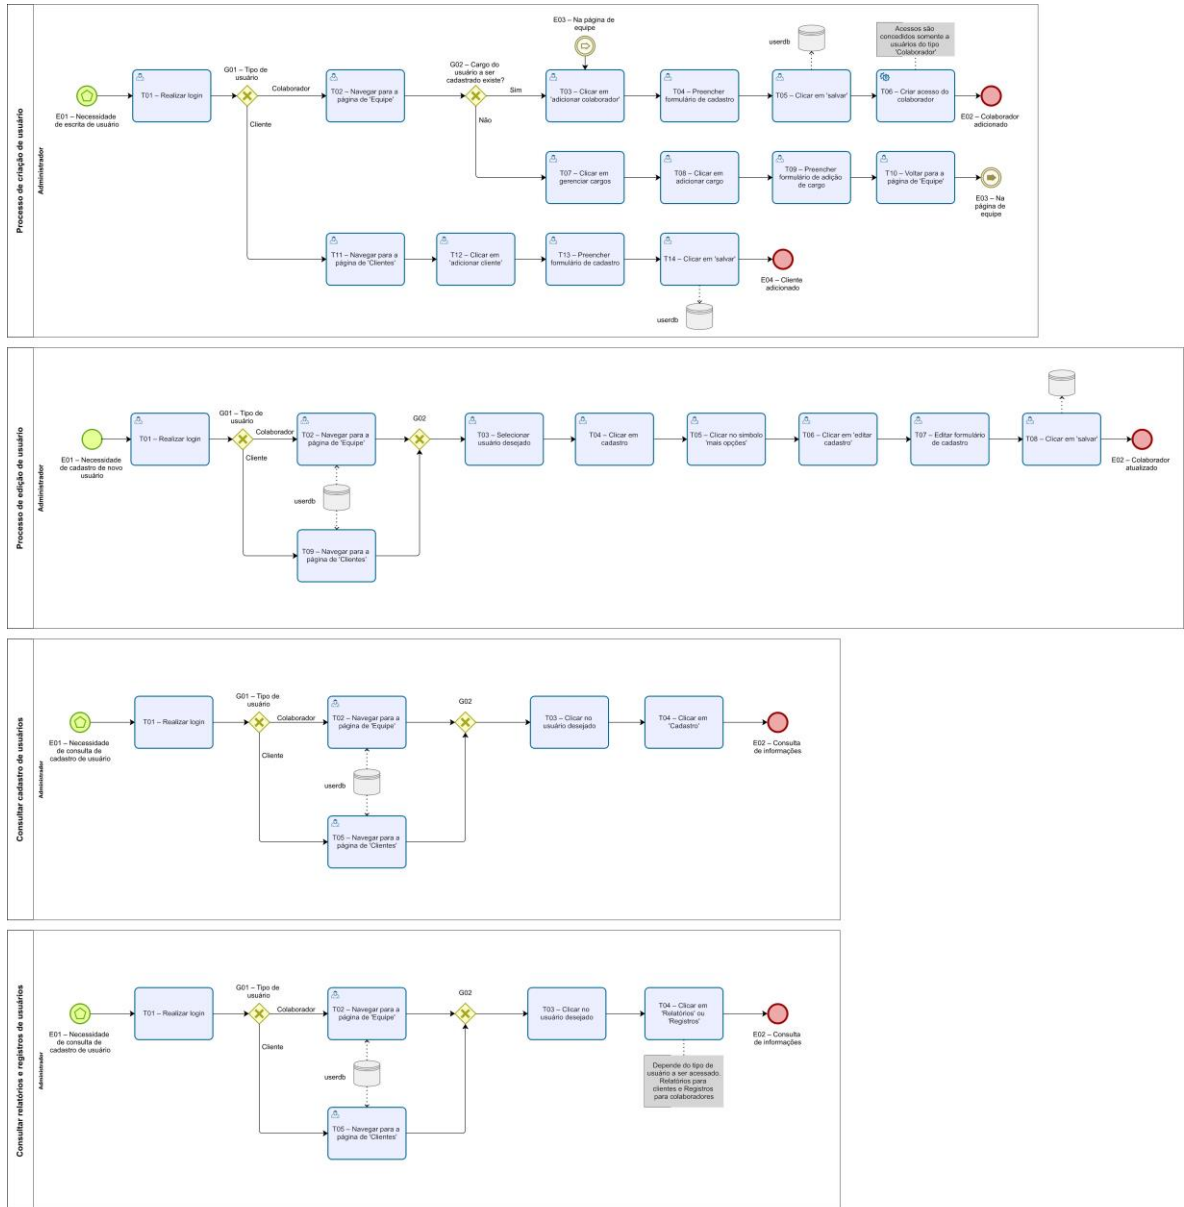 Processo de criação de usuário
Administrador
E01 – Necessidade
de escrita de usuário
T01 – Realizar login
G01 – Tipo de
usuário
Colaborador
Cliente
T02 – Navegar para a
página de 'Equipe'
G02 – Cargo do
usuário a ser
cadastrado existe?
Sim
Não
E03 – Na página de
equipe
T03 – Clicar em
'adicionar colaborador'
T04 – Preencher
formulário de cadastro
userdb
T05 – Clicar em 'salvar'
Acessos são
concedidos somente a
usuários do tipo
'Colaborador'
T06 – Criar acesso do
colaborador
E02 – Colaborador
adicionado
T07 – Clicar em
gerenciar cargos
T08 – Clicar em
adicionar cargo
T09 – Preencher
formulário de adição
de cargo
T10 – Voltar para a
página de 'Equipe'
E03 – Na
página de
equipe
T11 – Navegar para a
página de 'Clientes'
T12 – Clicar em
'adicionar cliente'
T13 – Preencher
formulário de cadastro
T14 – Clicar em 'salvar'
E04 – Cliente
adicionado
userdb
Processo de edição de usuário
Administrador
E01 – Necessidade
de cadastro de novo
usuário
T01 – Realizar login
G01 – Tipo de
usuário
Colaborador
Cliente
T02 – Navegar para a
página de 'Equipe'
G02
T03 – Selecionar
usuário desejado
T04 – Clicar em
cadastro
T05 – Clicar no símbolo
'mais opções'
T06 – Clicar em 'editar
cadastro'
T07 – Editar formulário
de cadastro
T08 – Clicar em 'salvar'
E02 – Colaborador
atualizado
userdb
T09 – Navegar para a
página de 'Clientes'
Consultar cadastro de usuários
Administrador
E01 – Necessidade
de consulta de
cadastro de usuário
T01 – Realizar login
G01 – Tipo de
usuário
Colaborador
Cliente
T02 – Navegar para a
página de 'Equipe'
G02
T03 – Clicar no
usuário desejado
T04 – Clicar em
'Cadastro'
E02 – Consulta
de informações
userdb
T05 – Navegar para a
página de 'Clientes'
Consultar relatórios e registros de usuários
Administrador
E01 – Necessidade
de consulta de
cadastro de usuário
T01 – Realizar login
G01 – Tipo de
usuário
Colaborador
Cliente
T02 – Navegar para a
página de 'Equipe'
G02
T03 – Clicar no
usuário desejado
T04 – Clicar em
'Relatórios' ou
'Registros'
E02 – Consulta
de informações
userdb
Depende do tipo de
usuário a ser acessado.
Relatórios para
clientes e Registros
para colaboradores
T05 – Navegar para a
página de 'Clientes'